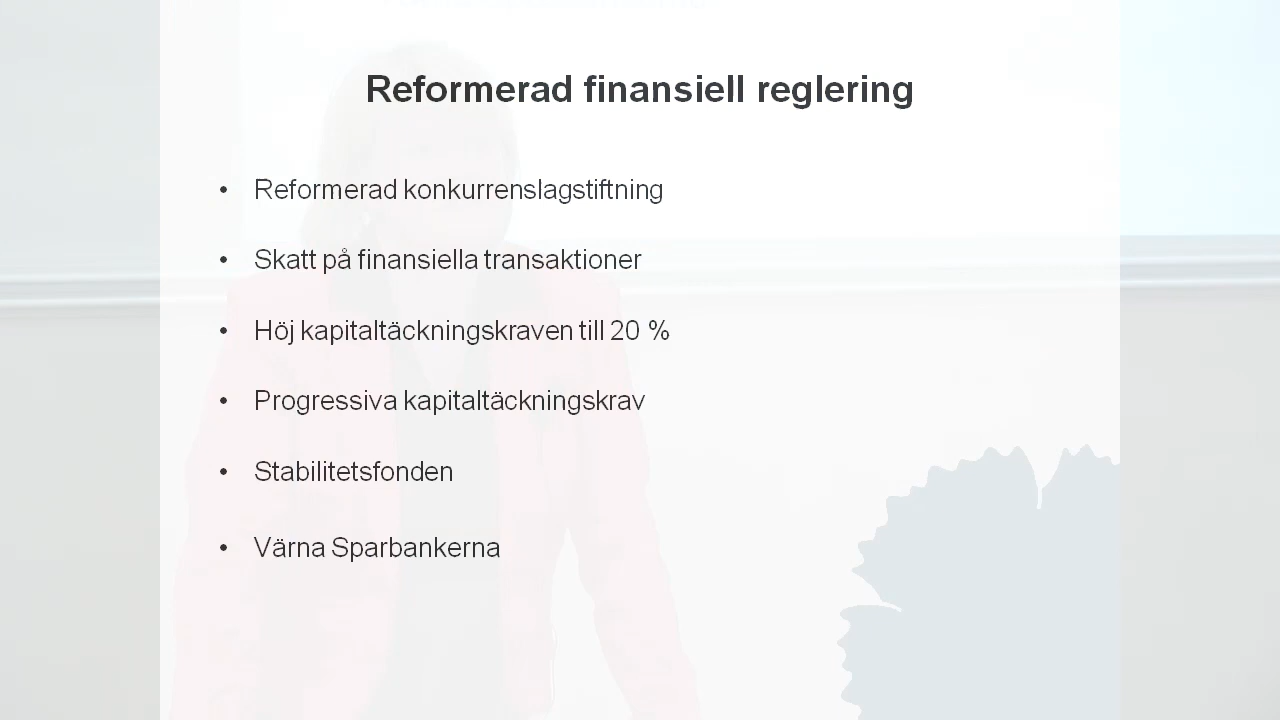 Reformerad finansiell reglering
• Reformerad konkurrenslagstiftning
• Skatt på finansiella transaktioner
• Höj kapitaltäckningskraven till 20 %
• Progressiva kapitaltäckningskrav
• Stabilitetsfonden
• Värna Sparbankerna